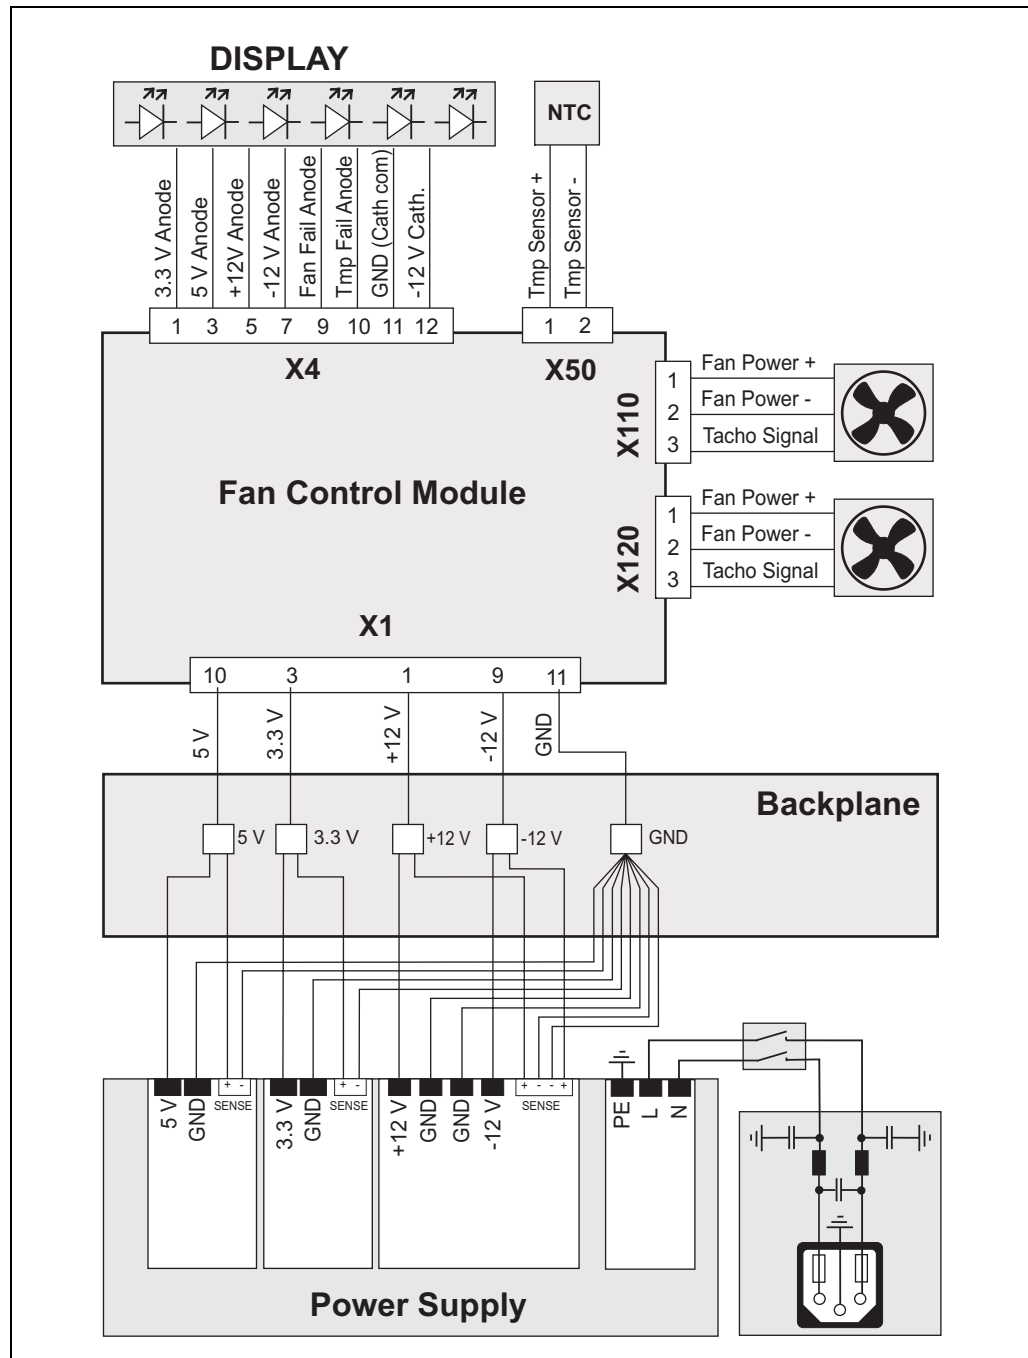 DISPLAY
NTC
3.3 V Anode
5 V Anode
+12V Anode
-12 V Anode
Fan Fail Anode
Tmp Fail Anode
GND (Cath com)
-12 V Cath.
Tmp Sensor +
Tmp Sensor -
1 3 5 7 9 10 11 12
1 2
X4
X50
X110
1 Fan Power +
2 Fan Power -
3 Tacho Signal
Fan Control Module
X120
1 Fan Power +
2 Fan Power -
3 Tacho Signal
X1
10 3 1 9 11
5 V
3.3 V
+12 V
-12 V
GND
Backplane
5 V
3.3 V
+12 V
-12 V
GND
+ -
+ -
+ - - +
5 V
GND
SENSE
3.3 V
GND
SENSE
+12 V
GND
GND
-12 V
SENSE
PE
L
N
Power Supply